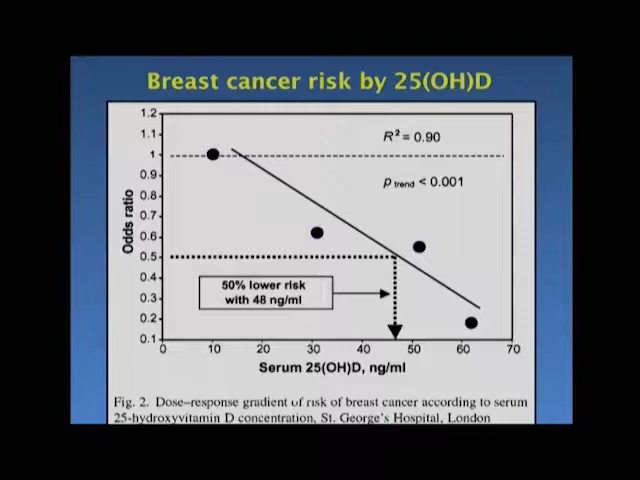 Breast cancer risk by 25(OH)D
1.2
1.1
1
0.9
0.8
0.7
0.6
0.5
0.4
0.3
0.2
0.1
Odds ratio
R² = 0.90
p trend < 0.001
50% lower risk
with 48 ng/ml
0 10 20 30 40 50 60 70
Serum 25(OH)D, ng/ml
Fig. 2. Dose–response gradient of risk of breast cancer according to serum
25-hydroxyvitamin D concentration, St. George's Hospital, London